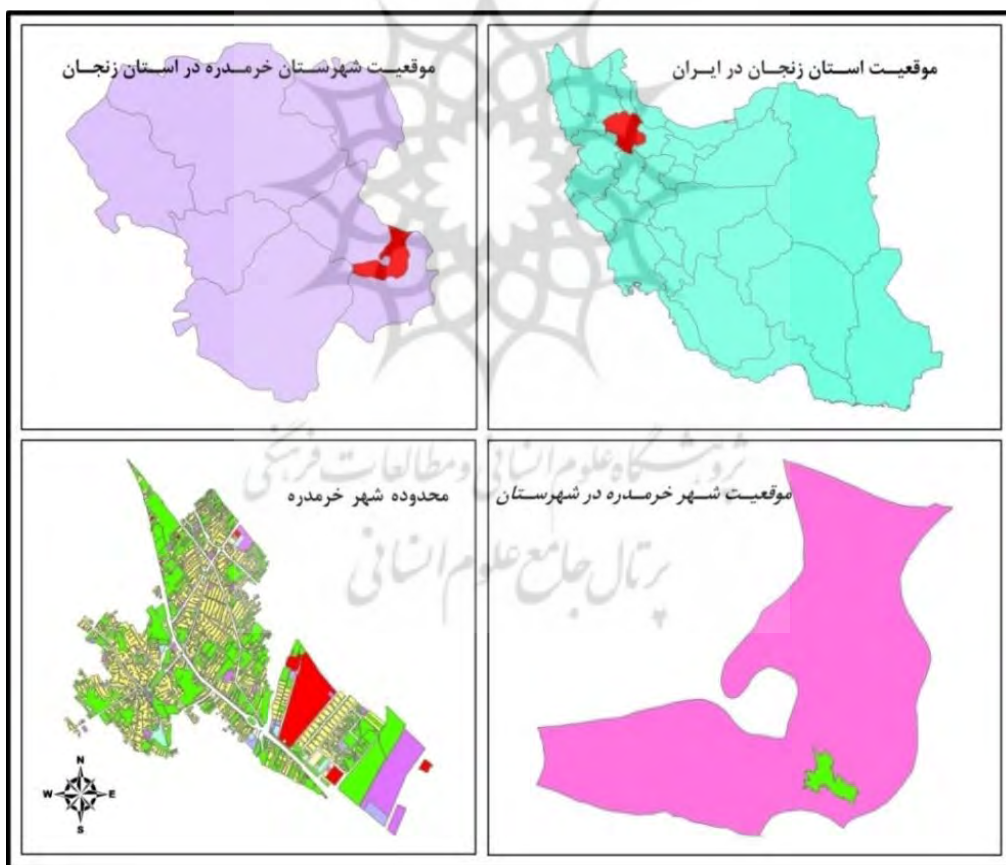 موقعیت استان زنجان در ایران
موقعیت شهرستان خرمدره در استان زنجان
پژوهشگاه علوم انسانی و مطالعات فرهنگی
پرتال جامع علوم انسانی
موقعیت شهر خرمدره در شهرستان
محدوده شهر خرمدره
N
W E
S